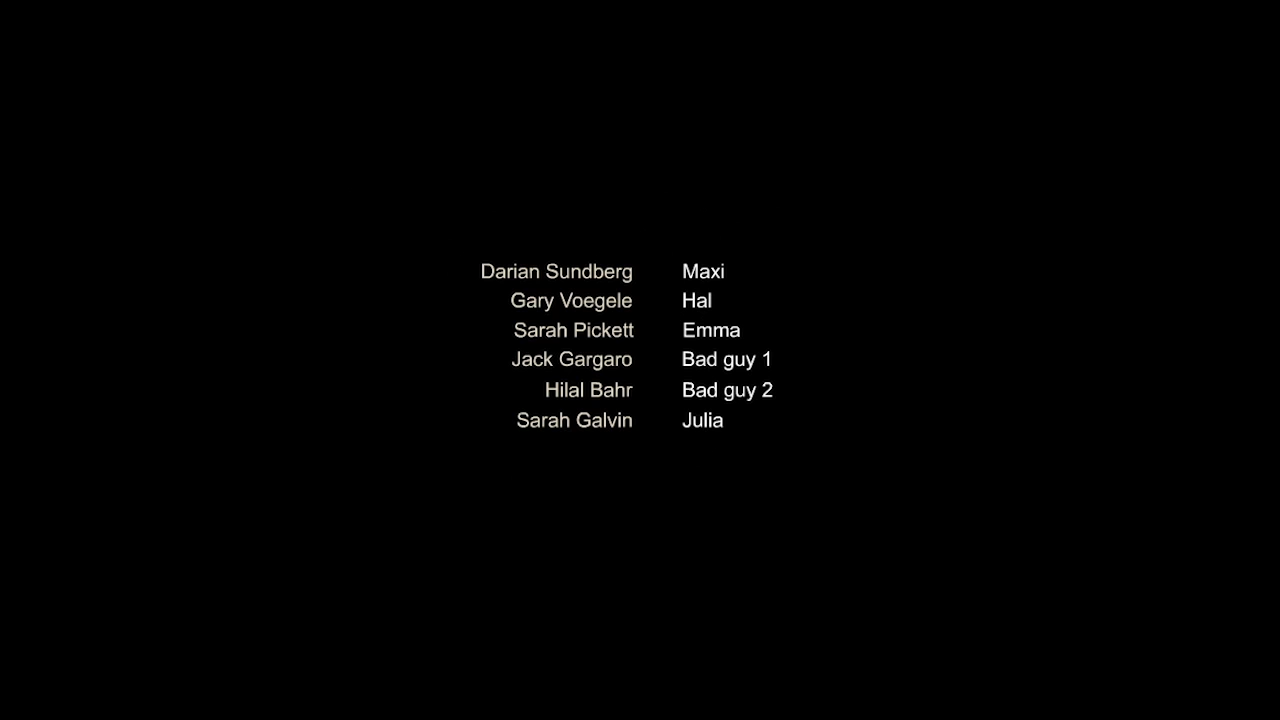 Darian Sundberg Maxi
Gary Voegele Hal
Sarah Pickett Emma
Jack Gargaro Bad guy 1
Hilal Bahr Bad guy 2
Sarah Galvin Julia